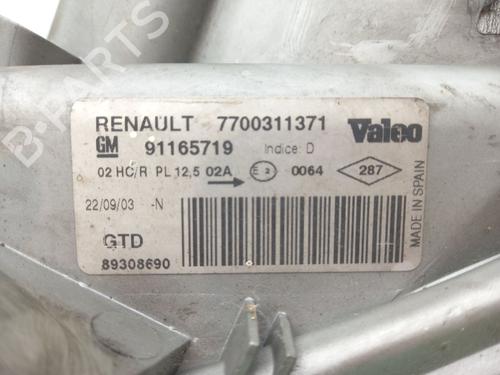 B-PARTS
RENAULT 7700311371 Valeo
GM 91165719 Indice: D
02 HC/R PL 12,5 02A → E2 0064 287
22/09/03 -N
GTD
89308690
MADE IN SPAIN